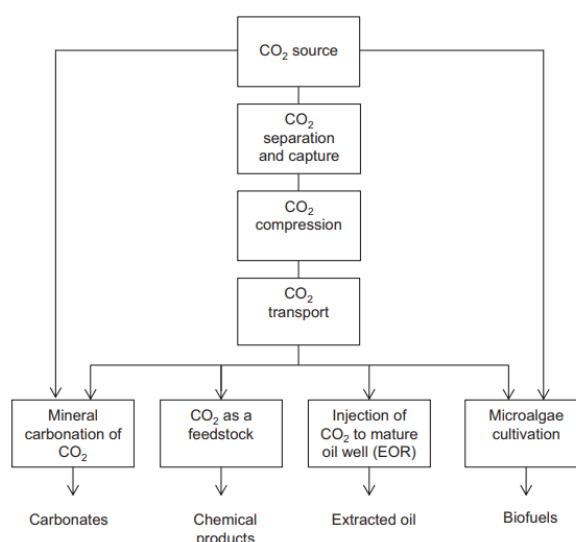 CO₂ source
CO₂
separation
and capture
CO₂
compression
CO₂
transport
Mineral
carbonation of
CO₂
CO₂ as a
feedstock
Injection of
CO₂ to mature
oil well (EOR)
Microalgae
cultivation
Carbonates
Chemical
products
Extracted oil
Biofuels